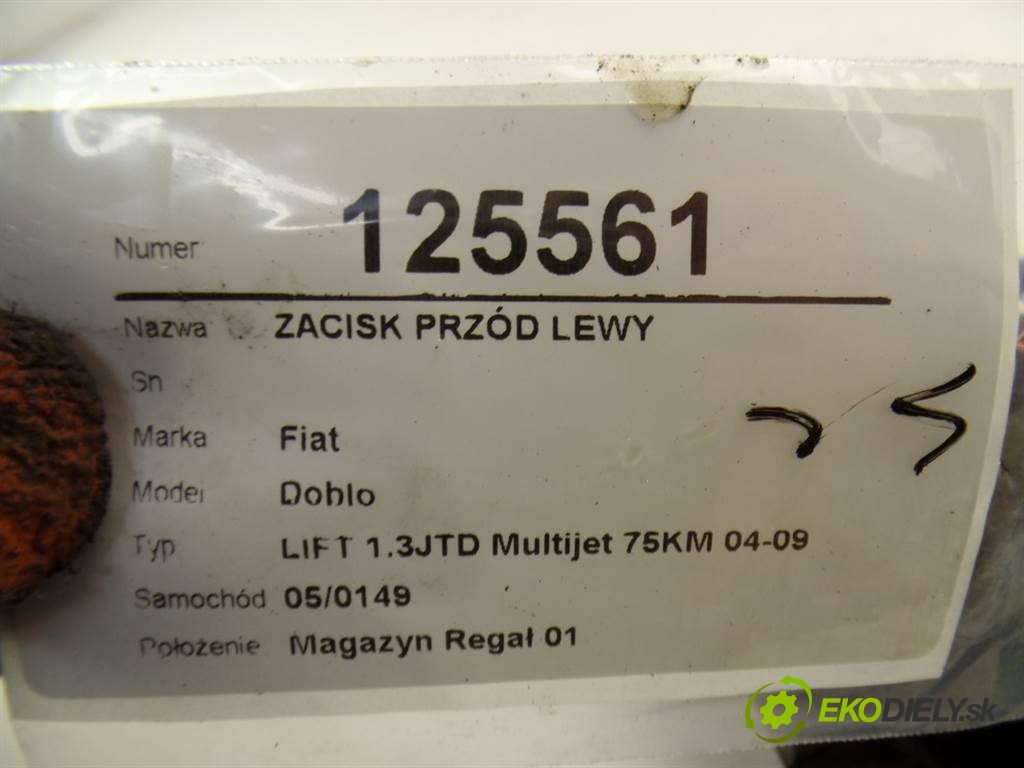 Numer 125561
Nazwa ZACISK PRZÓD LEWY
Sn
Marka Fiat
Model Doblo
Typ LIFT 1.3JTD Multijet 75KM 04-09
Samochód 05/0149
Położenie Magazyn Regał 01
EKODIELY.sk